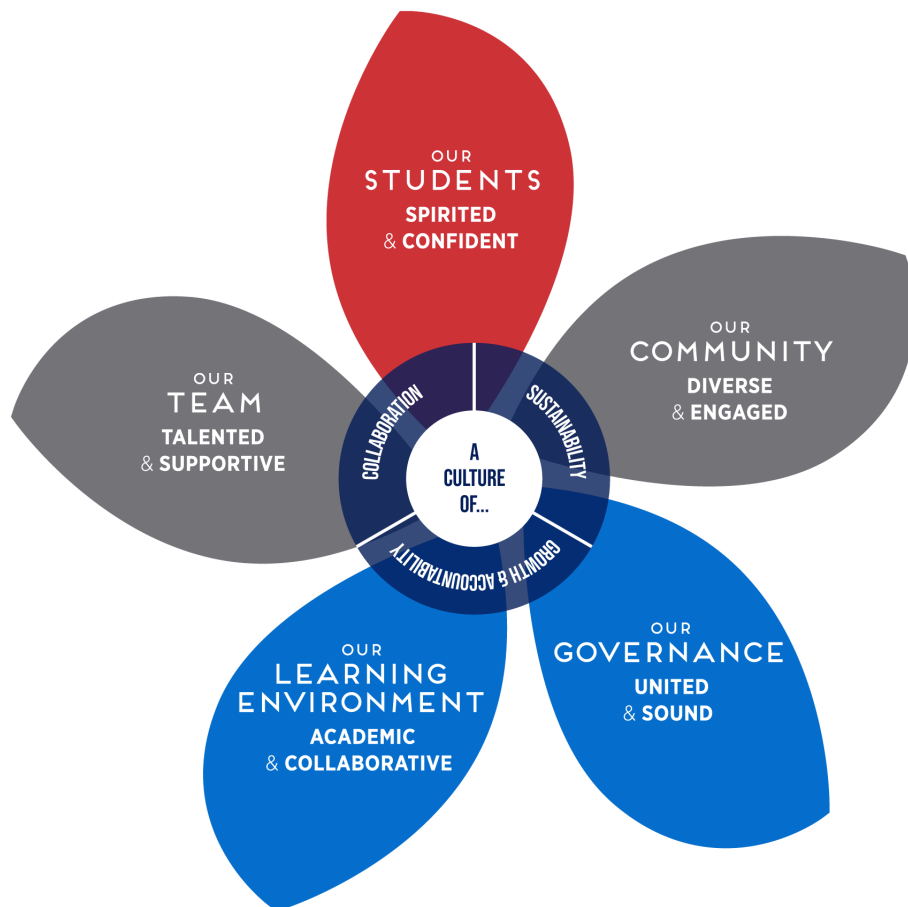 OUR
STUDENTS
SPIRITED
& CONFIDENT
OUR
COMMUNITY
DIVERSE
& ENGAGED
OUR
TEAM
TALENTED
& SUPPORTIVE
COLLABORATION
SUSTAINABILITY
A
CULTURE
OF...
GROWTH & ACCOUNTABILITY
OUR
GOVERNANCE
UNITED
& SOUND
OUR
LEARNING
ENVIRONMENT
ACADEMIC
& COLLABORATIVE